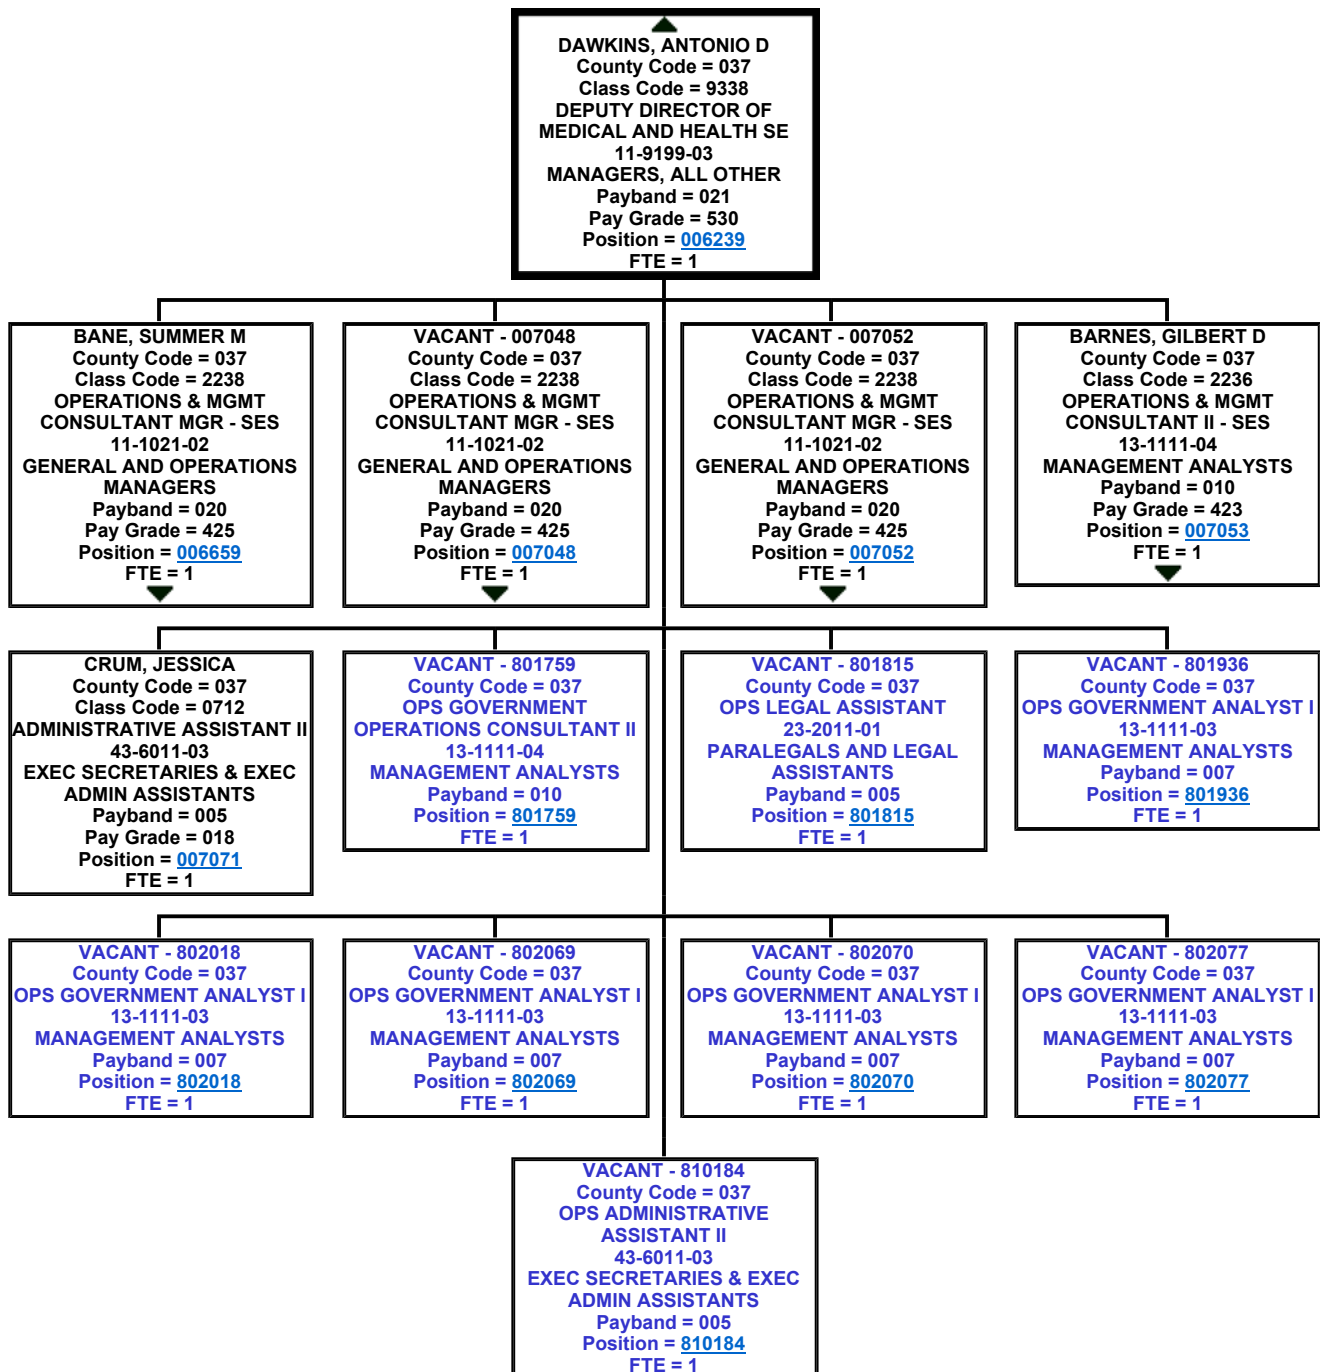 DAWKINS, ANTONIO D
County Code = 037
Class Code = 9338
DEPUTY DIRECTOR OF
MEDICAL AND HEALTH SE
11-9199-03
MANAGERS, ALL OTHER
Payband = 021
Pay Grade = 530
Position = 006239
FTE = 1
BANE, SUMMER M
County Code = 037
Class Code = 2238
OPERATIONS & MGMT
CONSULTANT MGR - SES
11-1021-02
GENERAL AND OPERATIONS
MANAGERS
Payband = 020
Pay Grade = 425
Position = 006659
FTE = 1
VACANT - 007048
County Code = 037
Class Code = 2238
OPERATIONS & MGMT
CONSULTANT MGR - SES
11-1021-02
GENERAL AND OPERATIONS
MANAGERS
Payband = 020
Pay Grade = 425
Position = 007048
FTE = 1
VACANT - 007052
County Code = 037
Class Code = 2238
OPERATIONS & MGMT
CONSULTANT MGR - SES
11-1021-02
GENERAL AND OPERATIONS
MANAGERS
Payband = 020
Pay Grade = 425
Position = 007052
FTE = 1
BARNES, GILBERT D
County Code = 037
Class Code = 2236
OPERATIONS & MGMT
CONSULTANT II - SES
13-1111-04
MANAGEMENT ANALYSTS
Payband = 010
Pay Grade = 423
Position = 007053
FTE = 1
CRUM, JESSICA
County Code = 037
Class Code = 0712
ADMINISTRATIVE ASSISTANT II
43-6011-03
EXEC SECRETARIES & EXEC
ADMIN ASSISTANTS
Payband = 005
Pay Grade = 018
Position = 007071
FTE = 1
VACANT - 801759
County Code = 037
OPS GOVERNMENT
OPERATIONS CONSULTANT II
13-1111-04
MANAGEMENT ANALYSTS
Payband = 010
Position = 801759
FTE = 1
VACANT - 801815
County Code = 037
OPS LEGAL ASSISTANT
23-2011-01
PARALEGALS AND LEGAL
ASSISTANTS
Payband = 005
Position = 801815
FTE = 1
VACANT - 801936
County Code = 037
OPS GOVERNMENT ANALYST I
13-1111-03
MANAGEMENT ANALYSTS
Payband = 007
Position = 801936
FTE = 1
VACANT - 802018
County Code = 037
OPS GOVERNMENT ANALYST I
13-1111-03
MANAGEMENT ANALYSTS
Payband = 007
Position = 802018
FTE = 1
VACANT - 802069
County Code = 037
OPS GOVERNMENT ANALYST I
13-1111-03
MANAGEMENT ANALYSTS
Payband = 007
Position = 802069
FTE = 1
VACANT - 802070
County Code = 037
OPS GOVERNMENT ANALYST I
13-1111-03
MANAGEMENT ANALYSTS
Payband = 007
Position = 802070
FTE = 1
VACANT - 802077
County Code = 037
OPS GOVERNMENT ANALYST I
13-1111-03
MANAGEMENT ANALYSTS
Payband = 007
Position = 802077
FTE = 1
VACANT - 810184
County Code = 037
OPS ADMINISTRATIVE
ASSISTANT II
43-6011-03
EXEC SECRETARIES & EXEC
ADMIN ASSISTANTS
Payband = 005
Position = 810184
FTE = 1